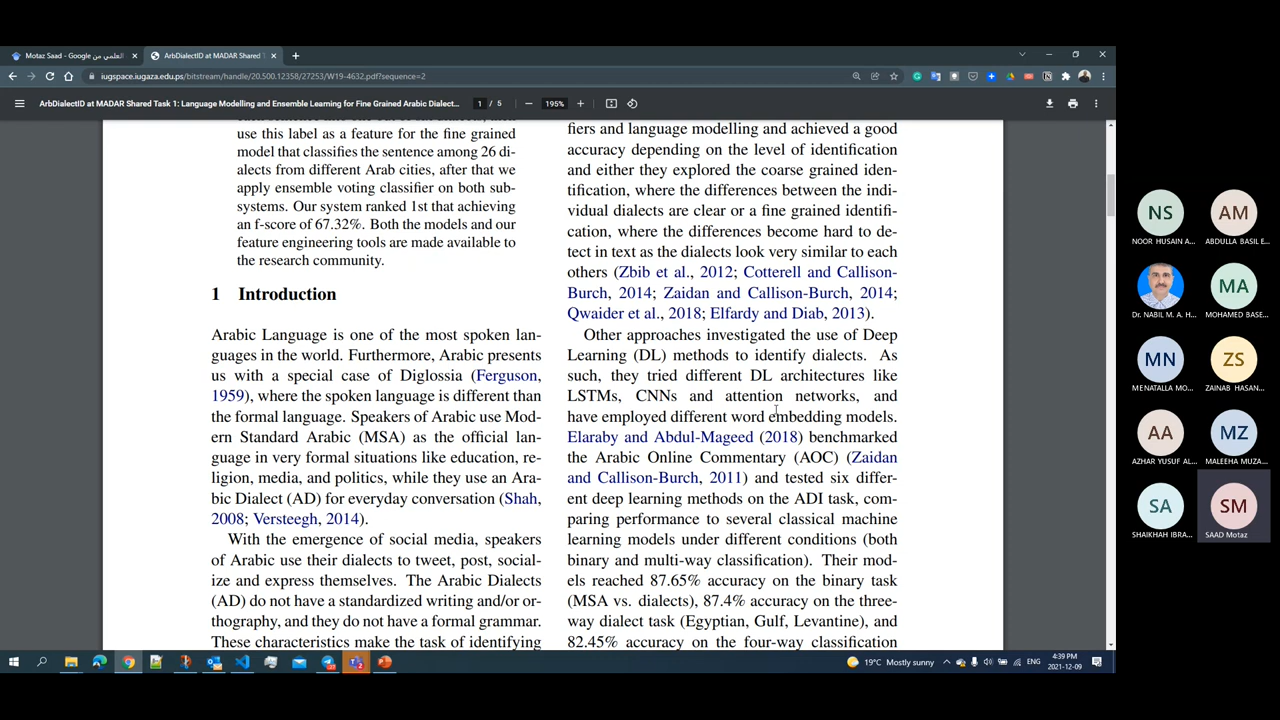 Motaz Saad - Google العلمي من
ArbDialectID at MADAR Shared T
iugspace.iugaza.edu.ps/bitstream/handle/20.500.12358/27253/W19-4632.pdf?sequence=2
ArbDialectID at MADAR Shared Task 1: Language Modelling and Ensemble Learning for Fine Grained Arabic Dialect...
1 / 5
195%
use this label as a feature for the fine grained
model that classifies the sentence among 26 di-
alects from different Arab cities, after that we
apply ensemble voting classifier on both sub-
systems. Our system ranked 1st that achieving
an f-score of 67.32%. Both the models and our
feature engineering tools are made available to
the research community.
1 Introduction
Arabic Language is one of the most spoken lan-
guages in the world. Furthermore, Arabic presents
us with a special case of Diglossia (Ferguson,
1959), where the spoken language is different than
the formal language. Speakers of Arabic use Mod-
ern Standard Arabic (MSA) as the official lan-
guage in very formal situations like education, re-
ligion, media, and politics, while they use an Ara-
bic Dialect (AD) for everyday conversation (Shah,
2008; Versteegh, 2014).
With the emergence of social media, speakers
of Arabic use their dialects to tweet, post, social-
ize and express themselves. The Arabic Dialects
(AD) do not have a standardized writing and/or or-
thography, and they do not have a formal grammar.
These characteristics make the task of identifying
fiers and language modelling and achieved a good
accuracy depending on the level of identification
and either they explored the coarse grained iden-
tification, where the differences between the indi-
vidual dialects are clear or a fine grained identifi-
cation, where the differences become hard to de-
tect in text as the dialects look very similar to each
others (Zbib et al., 2012; Cotterell and Callison-
Burch, 2014; Zaidan and Callison-Burch, 2014;
Qwaider et al., 2018; Elfardy and Diab, 2013).
Other approaches investigated the use of Deep
Learning (DL) methods to identify dialects. As
such, they tried different DL architectures like
LSTMs, CNNs and attention networks, and
have employed different word embedding models.
Elaraby and Abdul-Mageed (2018) benchmarked
the Arabic Online Commentary (AOC) (Zaidan
and Callison-Burch, 2011) and tested six differ-
ent deep learning methods on the ADI task, com-
paring performance to several classical machine
learning models under different conditions (both
binary and multi-way classification). Their mod-
els reached 87.65% accuracy on the binary task
(MSA vs. dialects), 87.4% accuracy on the three-
way dialect task (Egyptian, Gulf, Levantine), and
82.45% accuracy on the four-way classification
NS
NOOR HUSAIN A...
AM
ABDULLA BASIL E...
Dr. NABIL M. A. H...
MA
MOHAMED BASE...
MN
MENATALLA MO...
ZS
ZAINAB HASAN...
AA
AZHAR YUSUF AL...
MZ
MALEEHA MUZA...
SA
SHAIKHAH IBRA...
SM
SAAD Motaz
19°C Mostly sunny
ENG
4:39 PM
2021-12-09